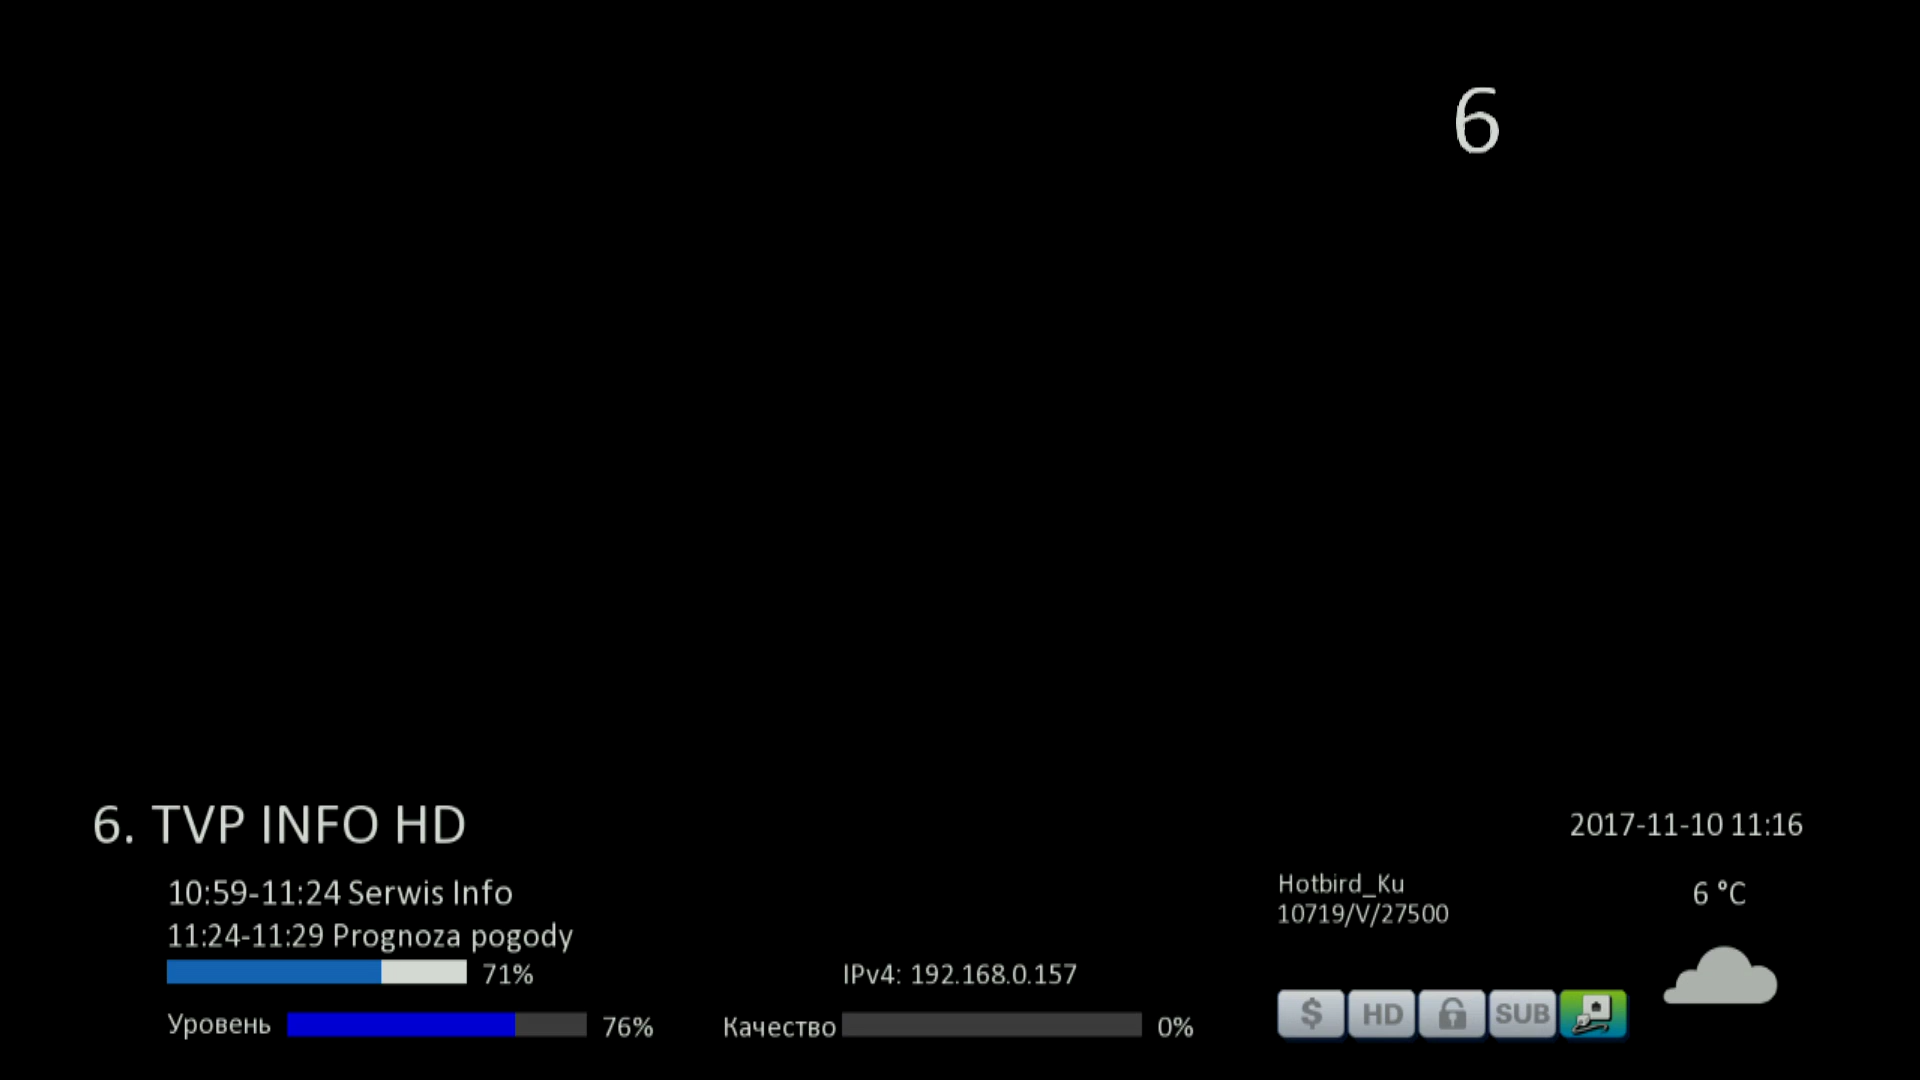 6
6. TVP INFO HD
2017-11-10 11:16
10:59-11:24 Serwis Info
11:24-11:29 Prognoza pogody
71%
Уровень 76%
IPv4: 192.168.0.157
Качество 0%
Hotbird_Ku
10719/V/27500
6 °C
$ HD SUB